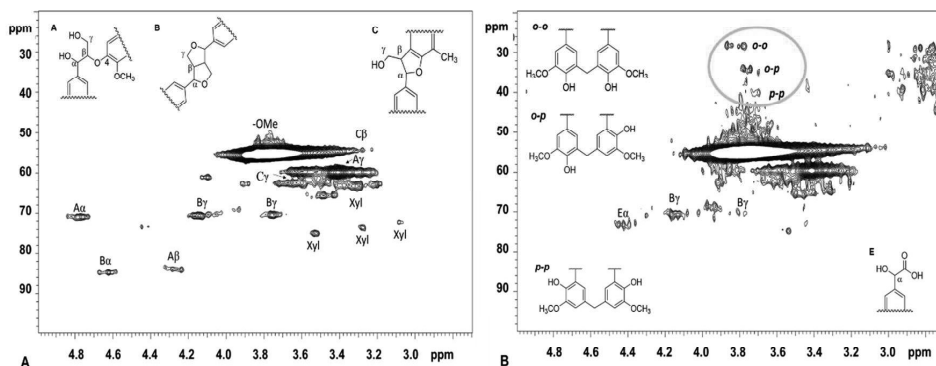 ppm
30
40
50
60
70
80
90
A
B
C
HO
γ
HO
β
α
O
4
OCH₃
γ
O
β
α
O
γ
HO
β
α
O
CH₃
-OMe
Cβ
Aγ
Cγ
Aα
Bγ
Bγ
Xyl
Xyl
Xyl
Xyl
Bα
Aβ
A
4.8 4.6 4.4 4.2 4.0 3.8 3.6 3.4 3.2 3.0 ppm
ppm
30
40
50
60
70
80
90
o-o
H₃CO
OH
OH
OCH₃
o-p
H₃CO
OH
OH
OCH₃
p-p
HO
H₃CO
OH
OCH₃
o-o
o-p
p-p
Eα
Bγ
Bγ
E
HO
O
OH
α
B
4.8 4.6 4.4 4.2 4.0 3.8 3.6 3.4 3.2 3.0 ppm